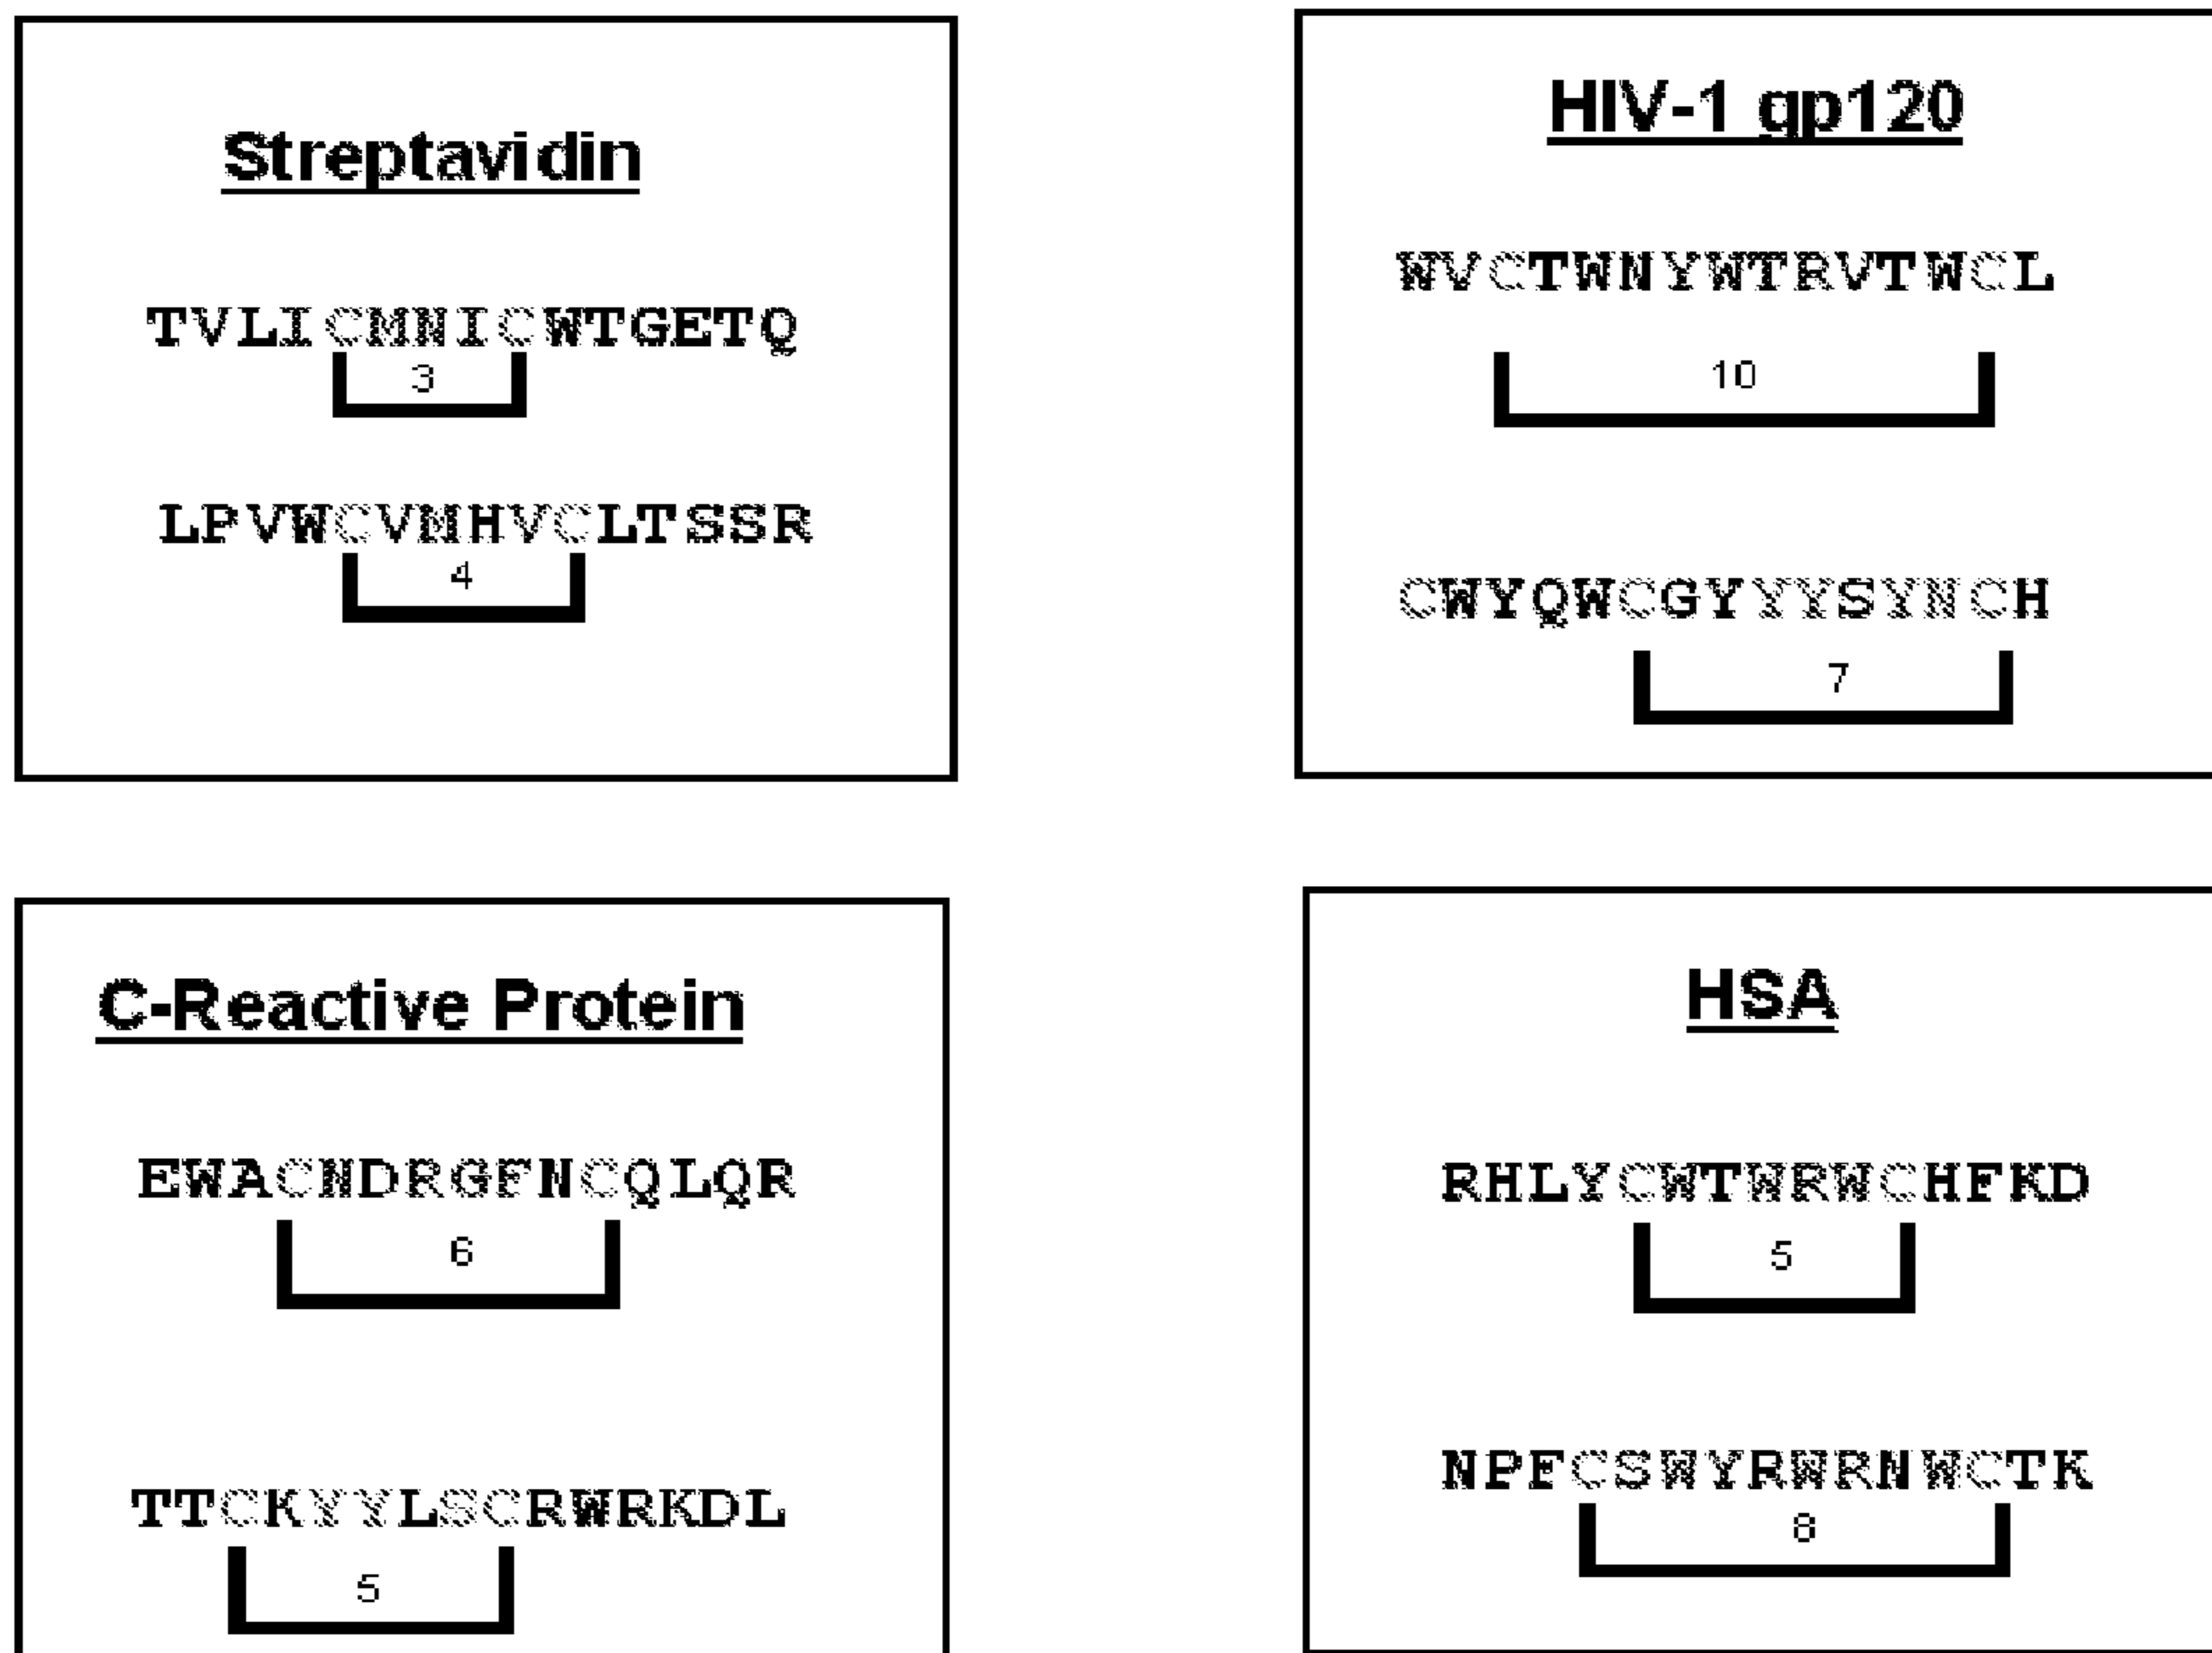 Streptavidin
TVLICMNICWTGETQ
3
LPVWCVNHVCLTSSR
4
HIV-1 gp120
WVCTWNYWTRVTWCL
10
CWYQWCGYYYSYNCH
7
C-Reactive Protein
EWACNDRGFNCQLQR
6
TTCKYYLSCRWRKDL
5
HSA
RHLYCWTWRWCHFKD
5
NPFCSWYRWRNWCTK
8